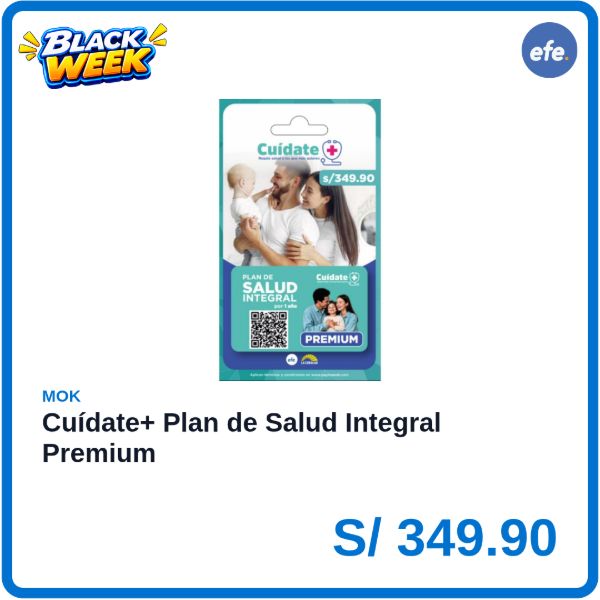 BLACK
WEEK
efe.
Cuídate
s/349.90
PLAN DE
SALUD
INTEGRAL
por 1 año
Cuídate
PREMIUM
efe
MOK
Cuídate+ Plan de Salud Integral
Premium
S/ 349.90